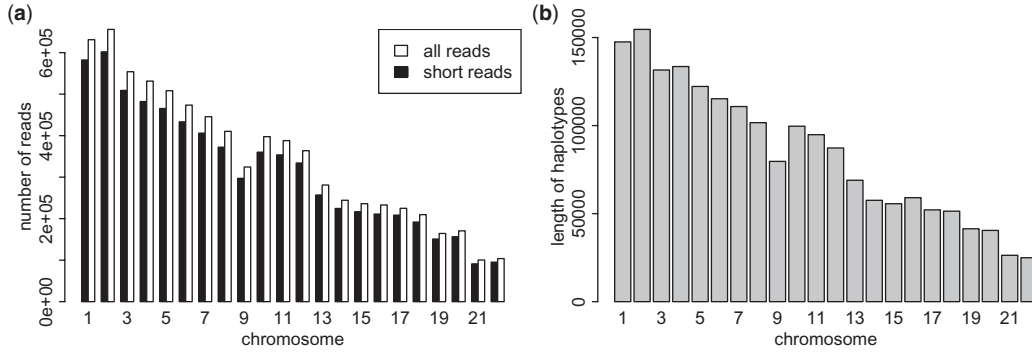 (a)
number of reads
0e+00 2e+05 4e+05 6e+05
all reads
short reads
1 3 5 7 9 11 13 15 17 19 21
chromosome
(b)
length of haplotypes
0 50000 100000 150000
1 3 5 7 9 11 13 15 17 19 21
chromosome